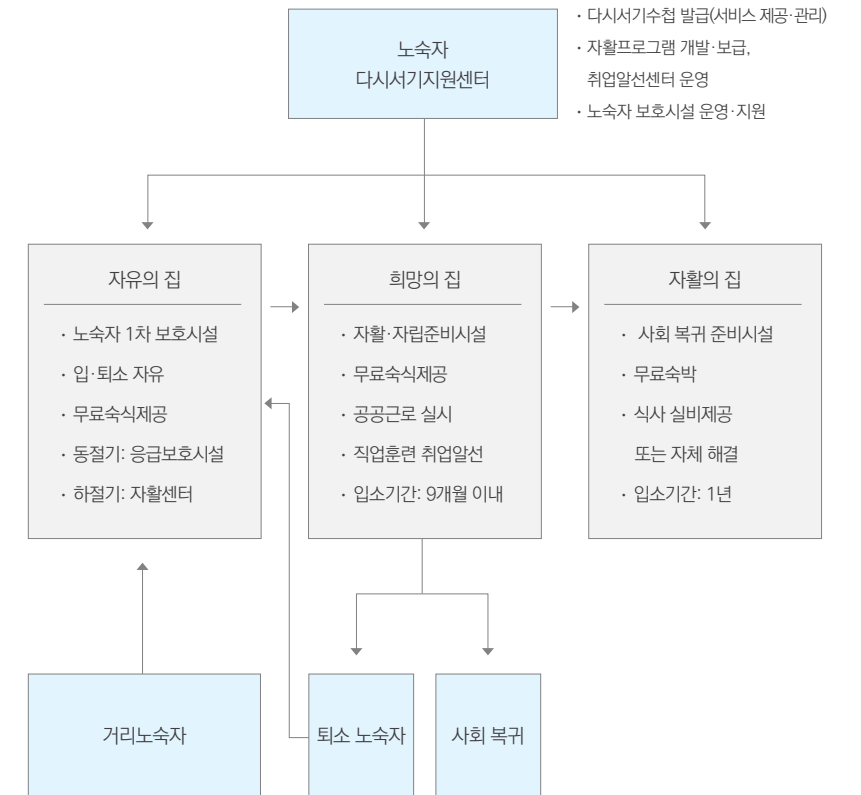 노숙자
다시서기지원센터
· 다시서기수첩 발급(서비스 제공·관리)
· 자활프로그램 개발·보급,
취업알선센터 운영
· 노숙자 보호시설 운영·지원
자유의 집
· 노숙자 1차 보호시설
· 입·퇴소 자유
· 무료숙식제공
· 동절기: 응급보호시설
· 하절기: 자활센터
희망의 집
· 자활·자립준비시설
· 무료숙식제공
· 공공근로 실시
· 직업훈련 취업알선
· 입소기간: 9개월 이내
자활의 집
· 사회 복귀 준비시설
· 무료숙박
· 식사 실비제공
또는 자체 해결
· 입소기간: 1년
거리노숙자
퇴소 노숙자
사회 복귀